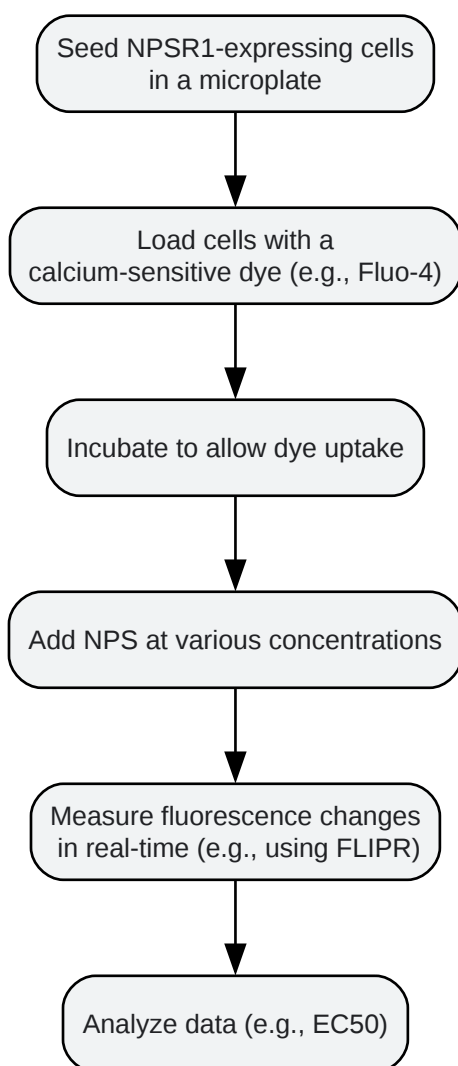 Seed NPSR1-expressing cells
in a microplate
Load cells with a
calcium-sensitive dye (e.g., Fluo-4)
Incubate to allow dye uptake
Add NPS at various concentrations
Measure fluorescence changes
in real-time (e.g., using FLIPR)
Analyze data (e.g., EC50)